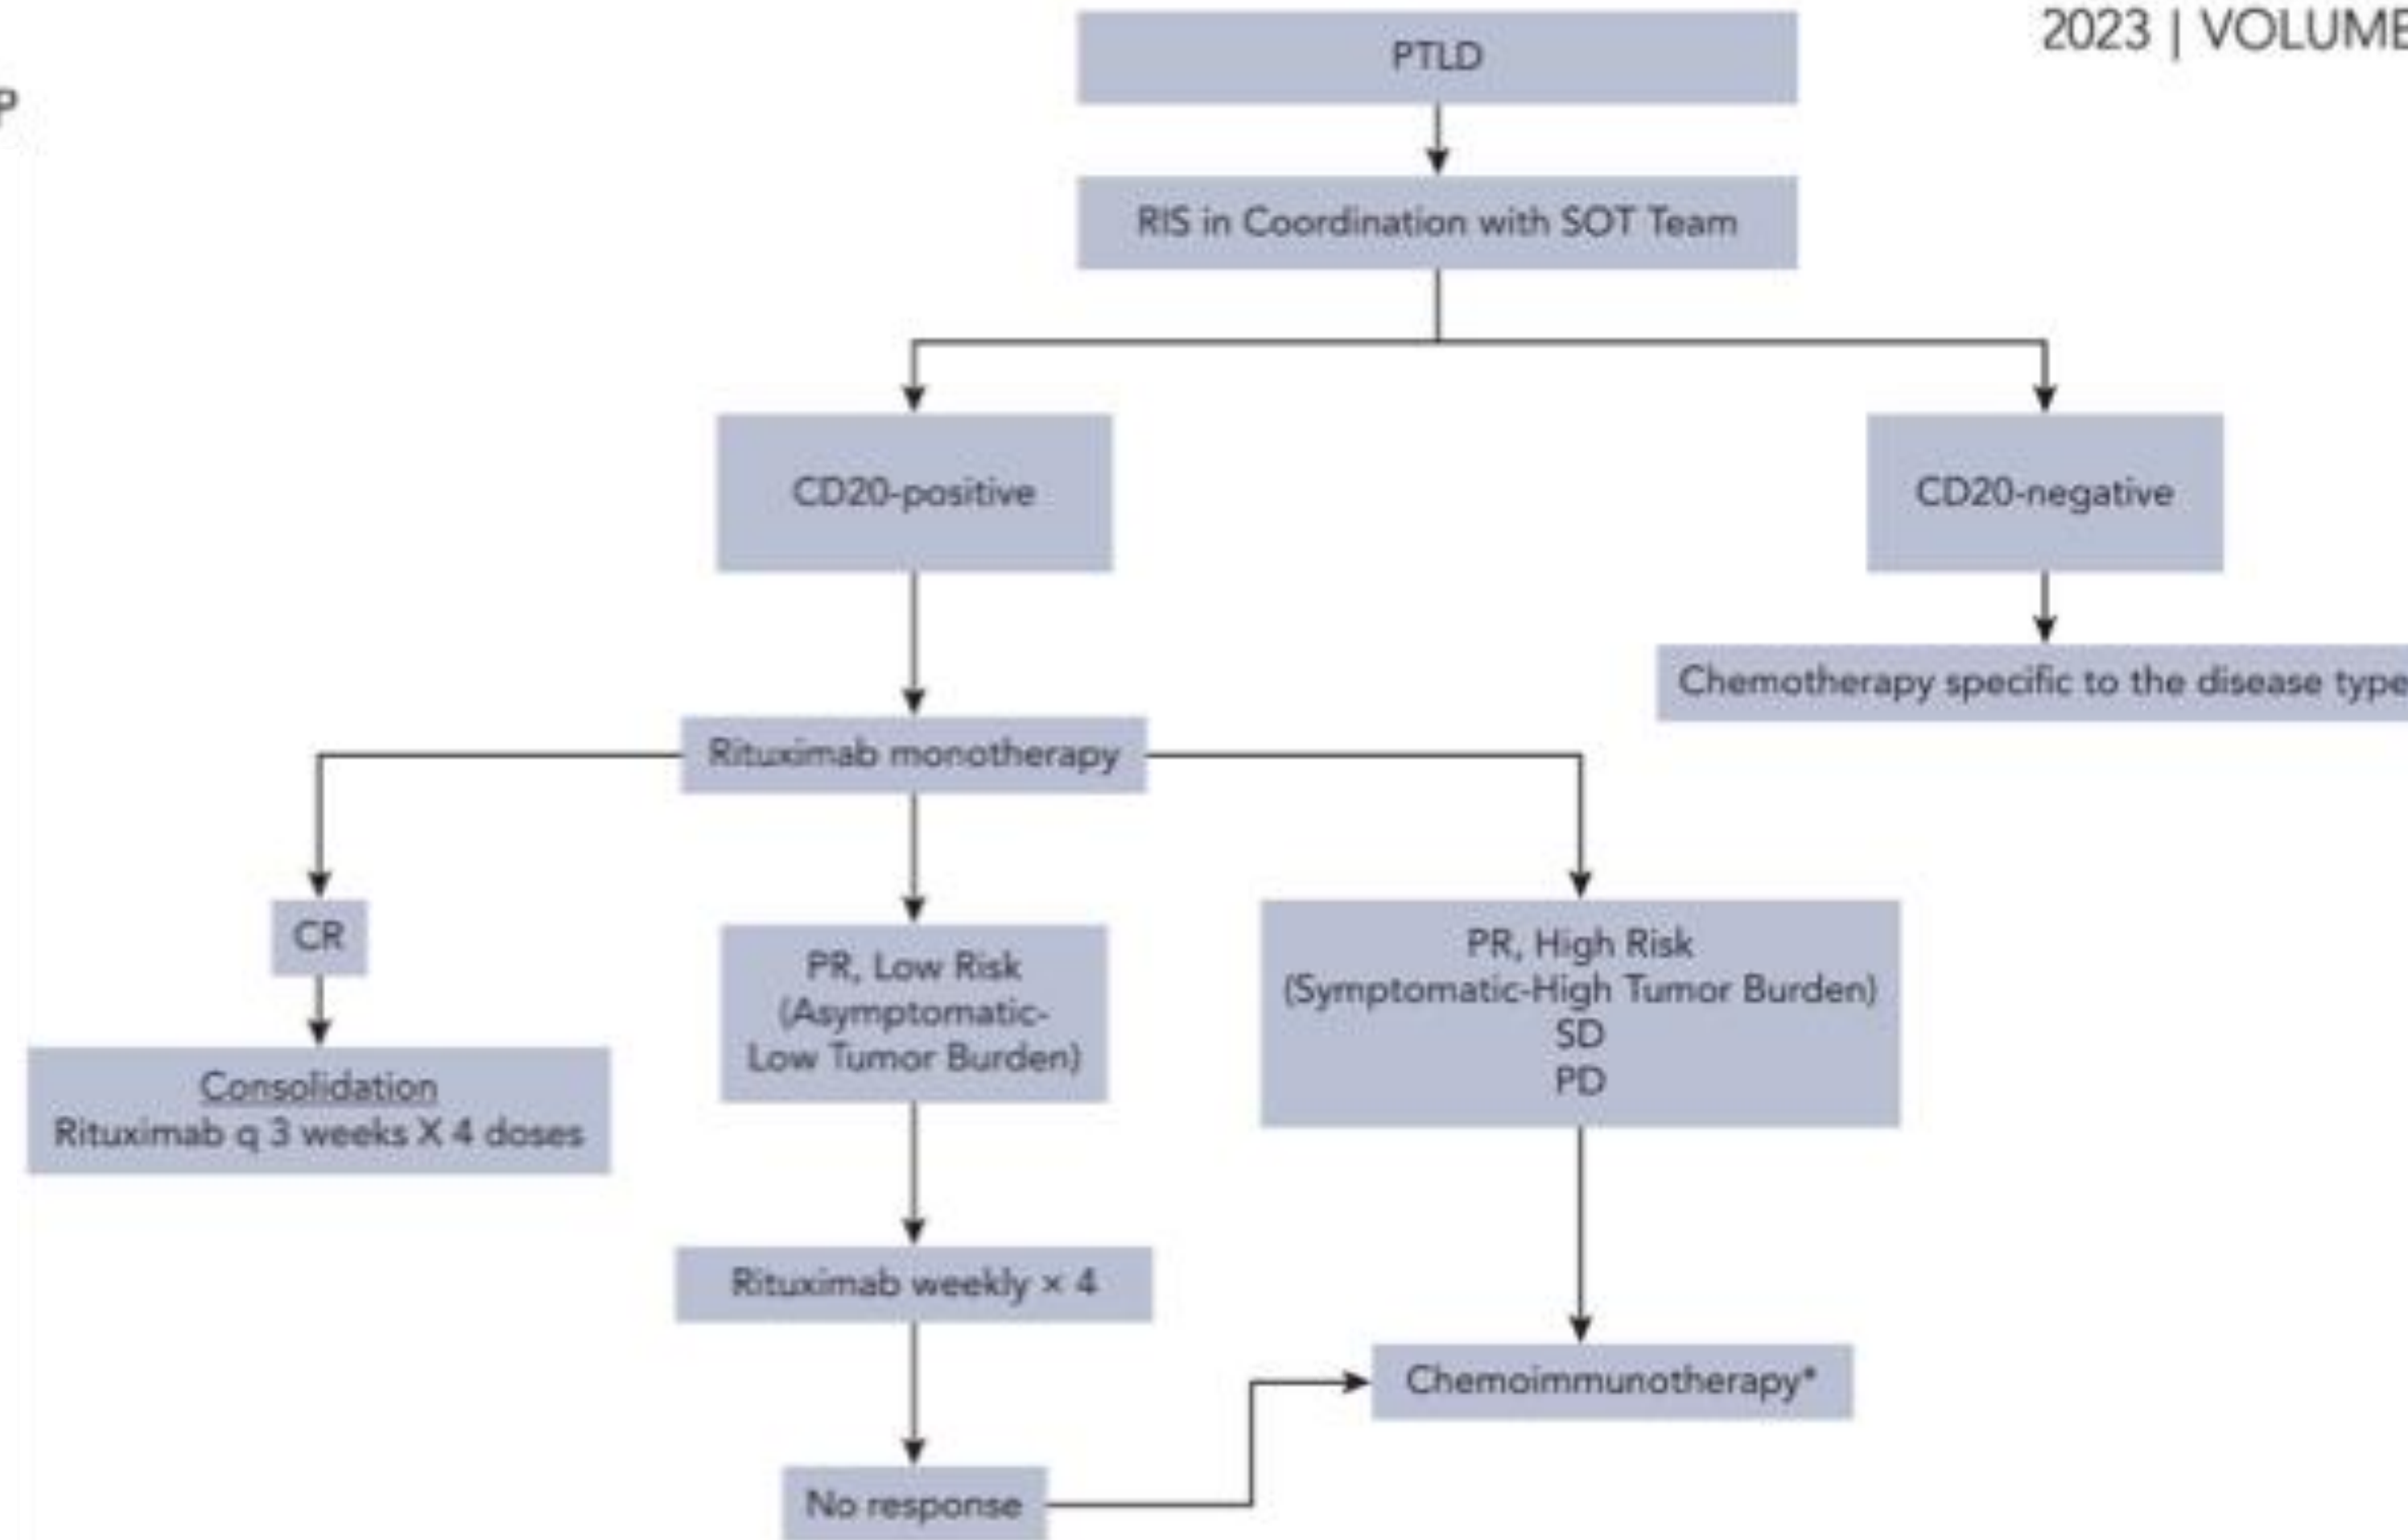 2023 | VOLUME
P
PTLD
RIS in Coordination with SOT Team
CD20-positive
CD20-negative
Chemotherapy specific to the disease type
Rituximab monotherapy
CR
PR, Low Risk
(Asymptomatic-
Low Tumor Burden)
PR, High Risk
(Symptomatic-High Tumor Burden)
SD
PD
Consolidation
Rituximab q 3 weeks X 4 doses
Rituximab weekly × 4
Chemoimmunotherapy*
No response